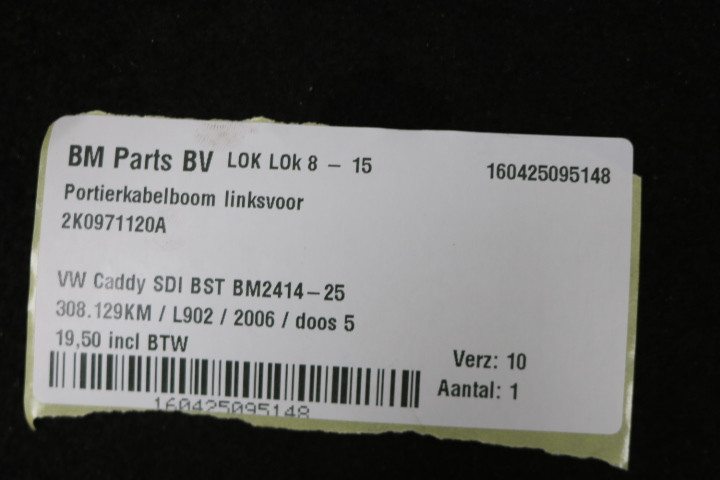 BM Parts BV LOK LOk 8 - 15 160425095148
Portierkabelboom linksvoor
2K0971120A
VW Caddy SDI BST BM2414-25
308.129KM / L902 / 2006 / doos 5
19,50 incl BTW
Verz: 10
Aantal: 1
160425095148